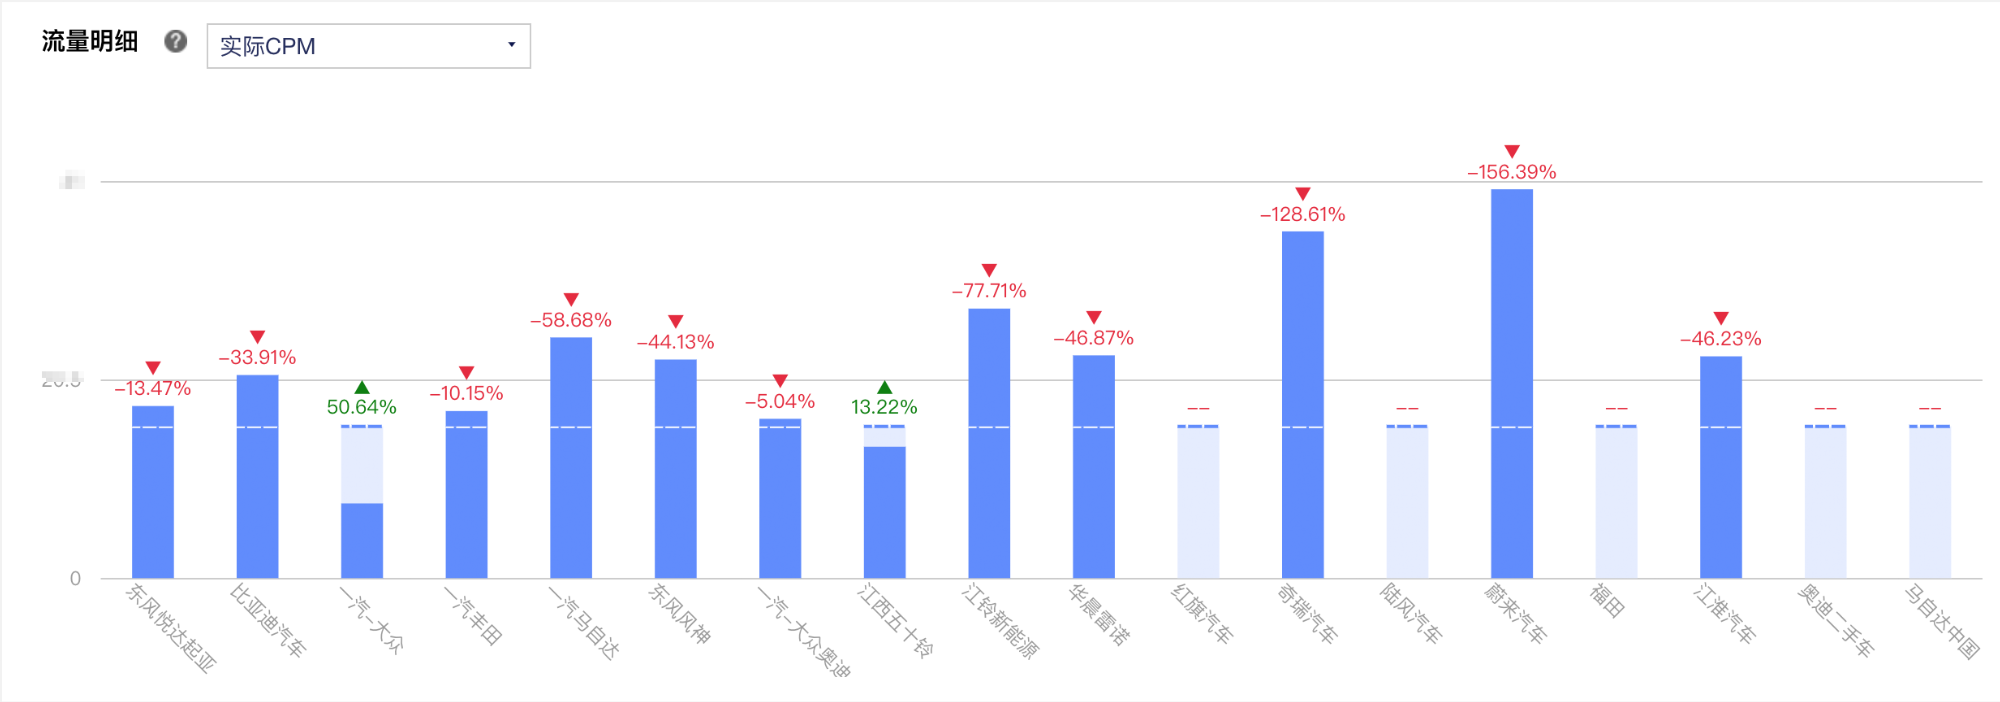 流量明细
?
实际CPM
-156.39%
-128.61%
-77.71%
-58.68%
-46.87%
-46.23%
-44.13%
-33.91%
-13.47%
-10.15%
-5.04%
50.64%
13.22%
--
--
--
--
--
0
东风悦达起亚
比亚迪汽车
一汽-大众
一汽丰田
一汽马自达
东风风神
一汽-大众奥迪
江西五十铃
江铃新能源
华晨雷诺
红旗汽车
奇瑞汽车
陆风汽车
蔚来汽车
福田
江淮汽车
奥迪二手车
马自达中国